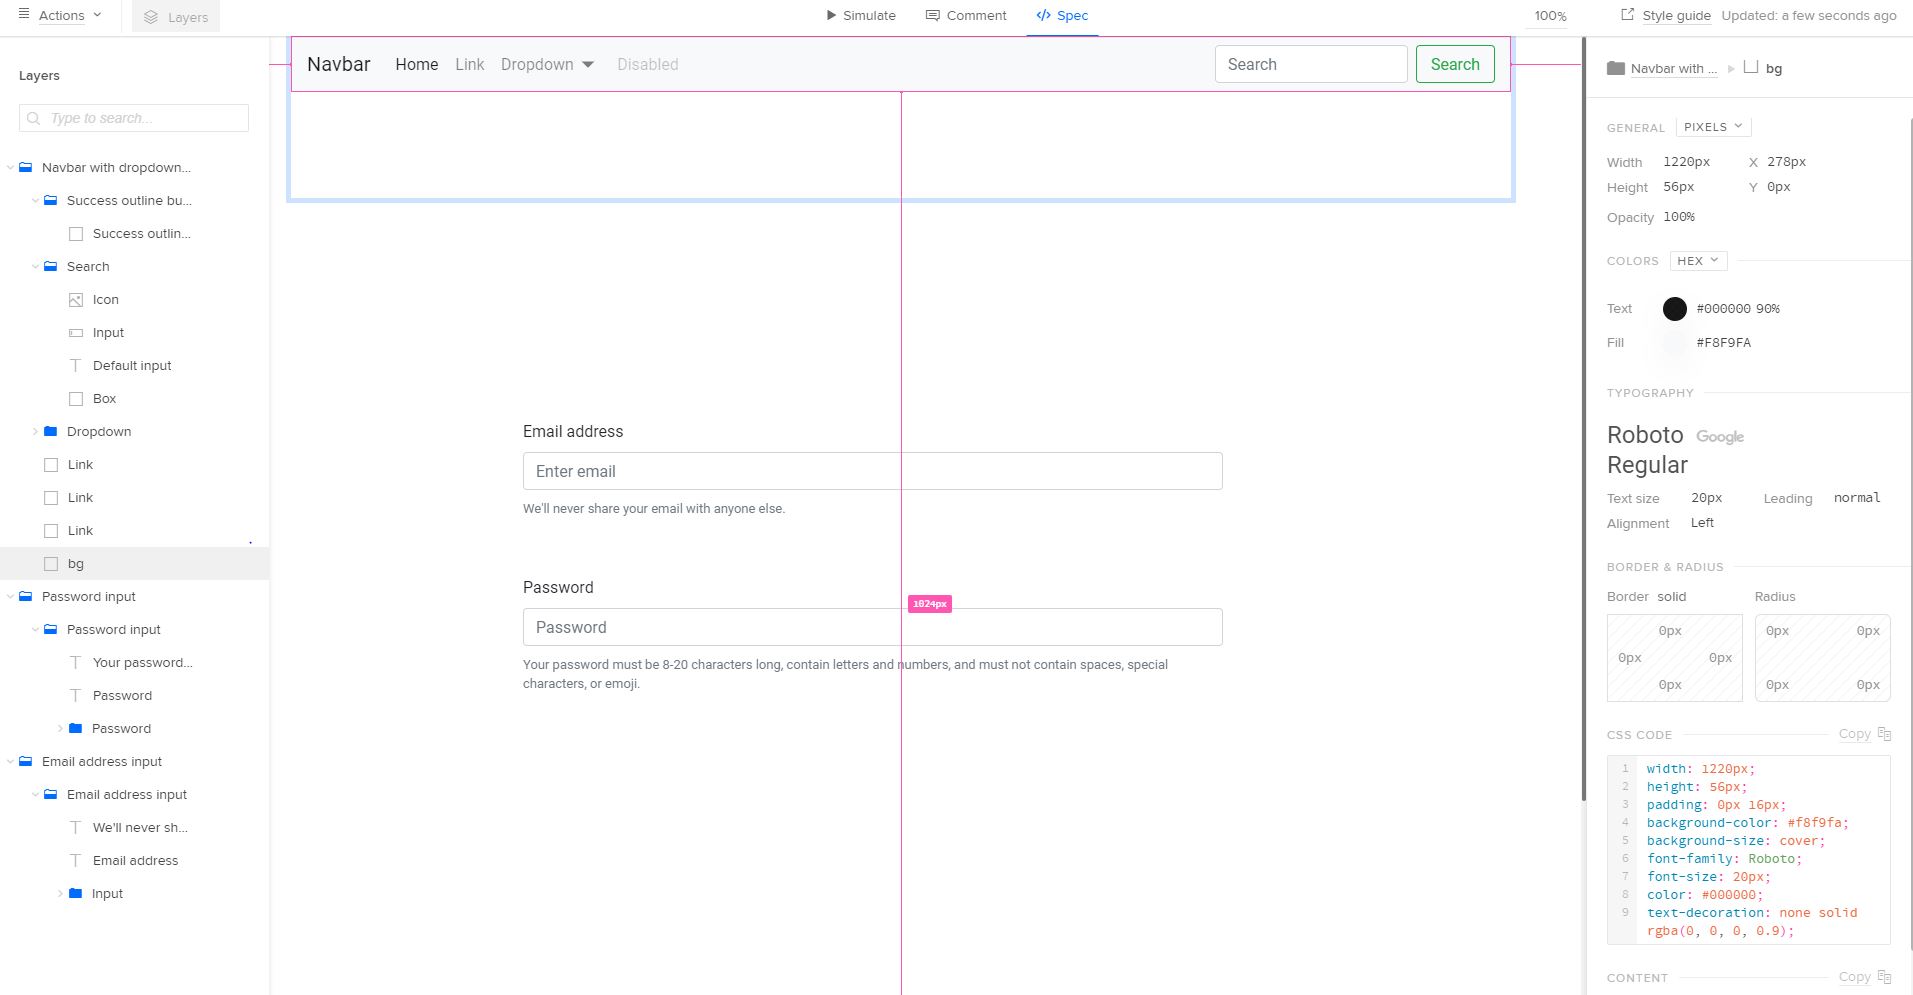 Actions
Layers
Simulate
Comment
</> Spec
100%
Style guide
Updated: a few seconds ago
Layers
Type to search...
Navbar with dropdown...
Success outline bu...
Success outlin...
Search
Icon
Input
Default input
Box
Dropdown
Link
Link
Link
bg
Password input
Password input
Your password...
Password
Password
Email address input
Email address input
We'll never sh...
Email address
Input
Navbar Home Link Dropdown Disabled
Search
Search
Email address
Enter email
We'll never share your email with anyone else.
Password
1024px
Password
Your password must be 8-20 characters long, contain letters and numbers, and must not contain spaces, special
characters, or emoji.
Navbar with ... bg
GENERAL PIXELS
Width 1220px X 278px
Height 56px Y 0px
Opacity 100%
COLORS HEX
Text #000000 90%
Fill #F8F9FA
TYPOGRAPHY
Roboto Google
Regular
Text size 20px Leading normal
Alignment Left
BORDER & RADIUS
Border solid Radius
0px 0px 0px
0px 0px
0px 0px 0px
CSS CODE Copy
1 width: 1220px;
2 height: 56px;
3 padding: 0px 16px;
4 background-color: #f8f9fa;
5 background-size: cover;
6 font-family: Roboto;
7 font-size: 20px;
8 color: #000000;
9 text-decoration: none solid
rgba(0, 0, 0, 0.9);
CONTENT Copy